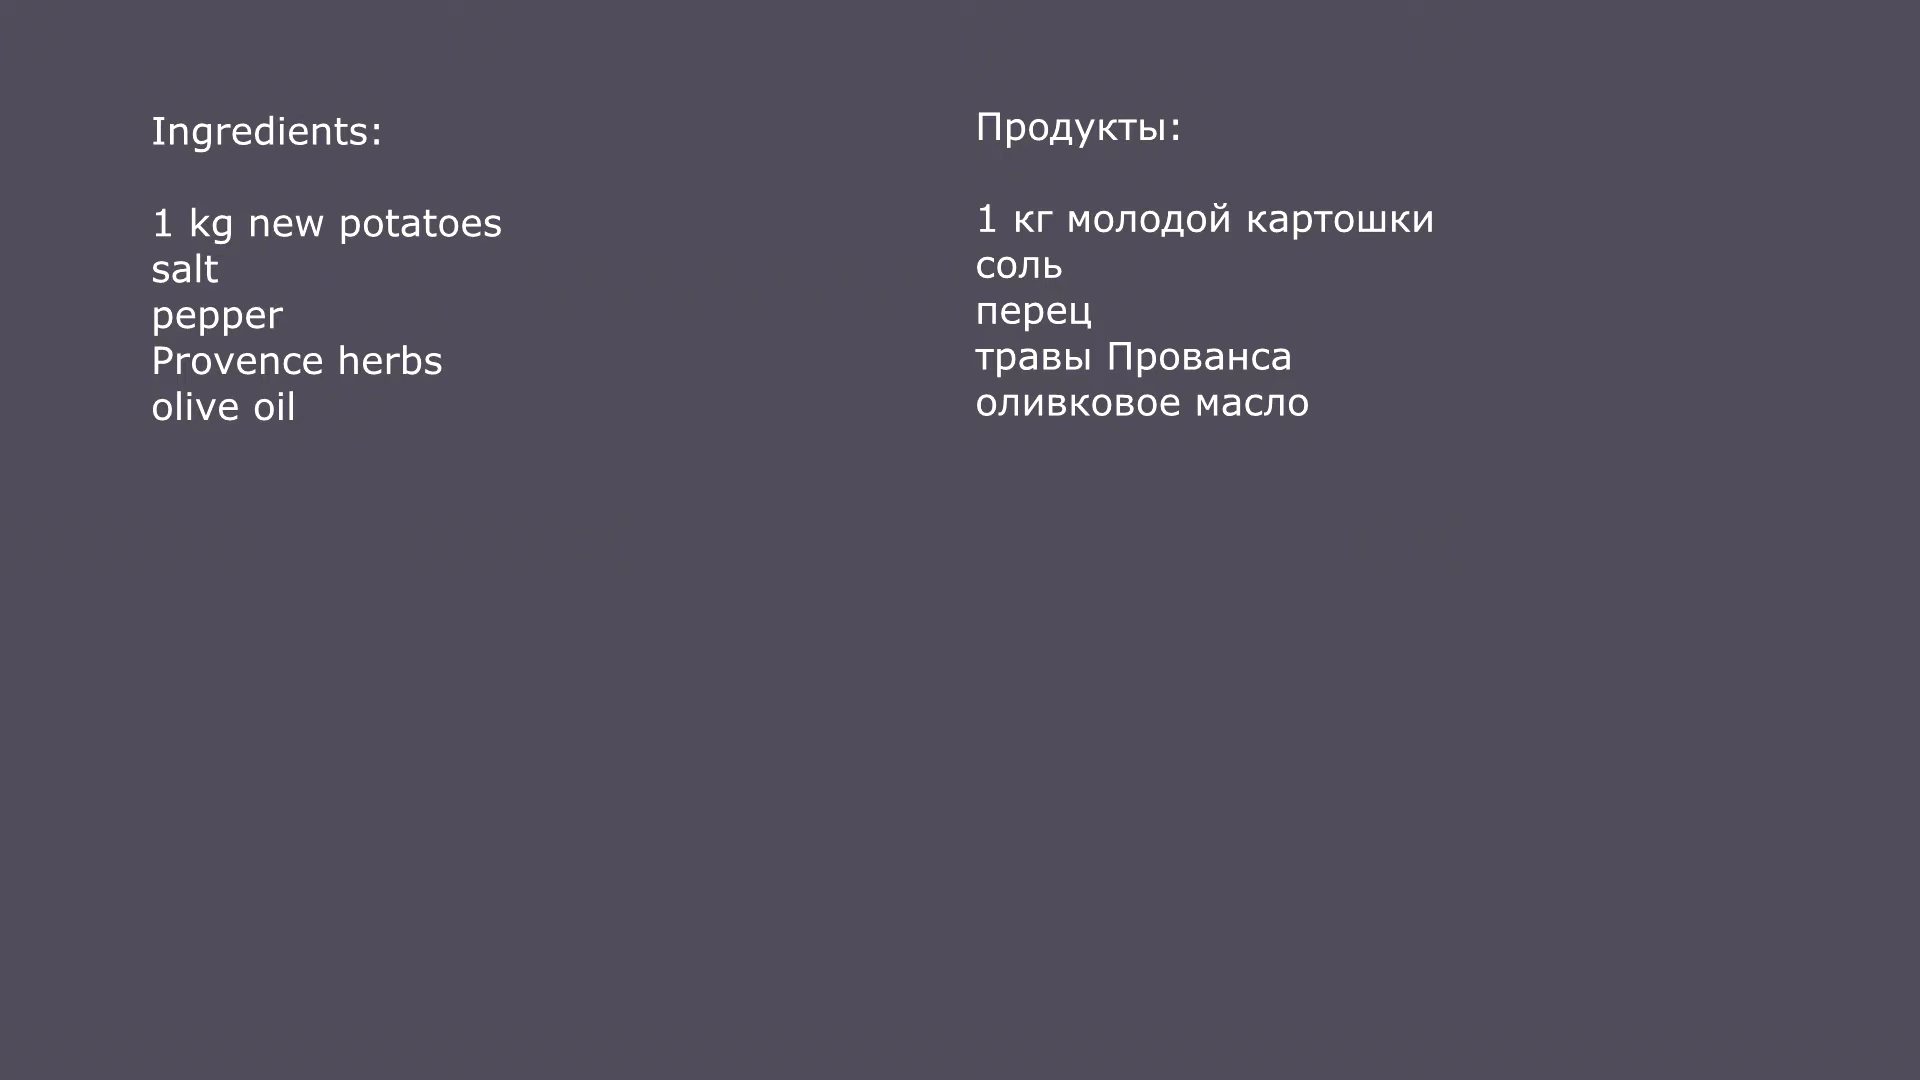 Ingredients:
1 kg new potatoes
salt
pepper
Provence herbs
olive oil
Продукты:
1 кг молодой картошки
соль
перец
травы Прованса
оливковое масло